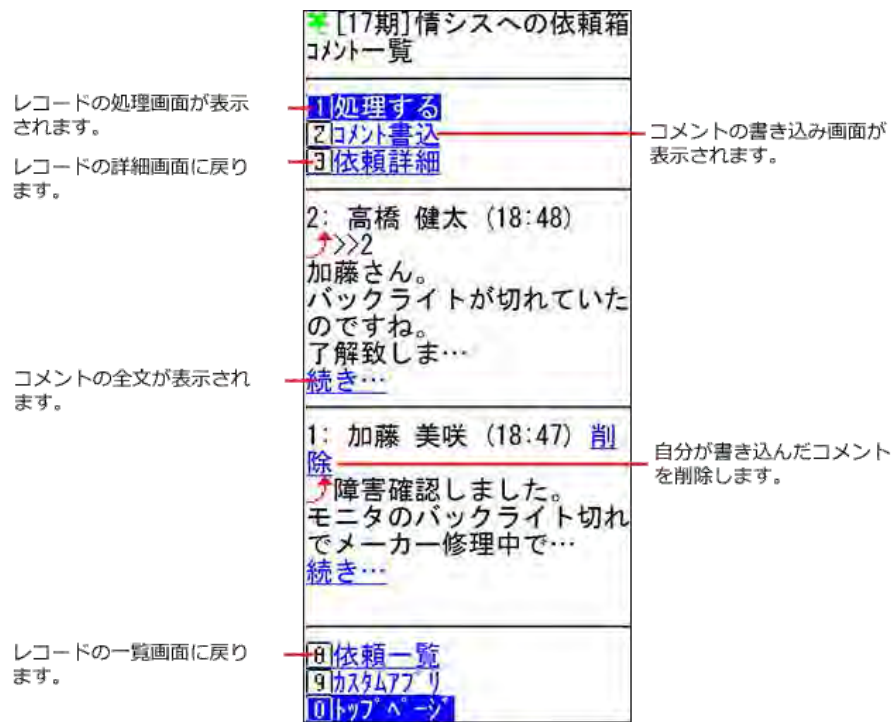 [17期]情シスへの依頼箱
ｺﾒﾝﾄ一覧
レコードの処理画面が表示
されます。
1処理する
2ｺﾒﾝﾄ書込
コメントの書き込み画面が
表示されます。
レコードの詳細画面に戻り
ます。
3依頼詳細
2: 高橋 健太 (18:48)
>>2
加藤さん。
バックライトが切れていた
のですね。
了解致しま…
コメントの全文が表示され
ます。
続き…
1: 加藤 美咲 (18:47) 削
除
自分が書き込んだコメント
を削除します。
障害確認しました。
モニタのバックライト切れ
でメーカー修理中で…
続き…
レコードの一覧画面に戻り
ます。
8依頼一覧
9ｶｽﾀﾑｱﾌﾟﾘ
0ﾄｯﾌﾟﾍﾟｰｼﾞ